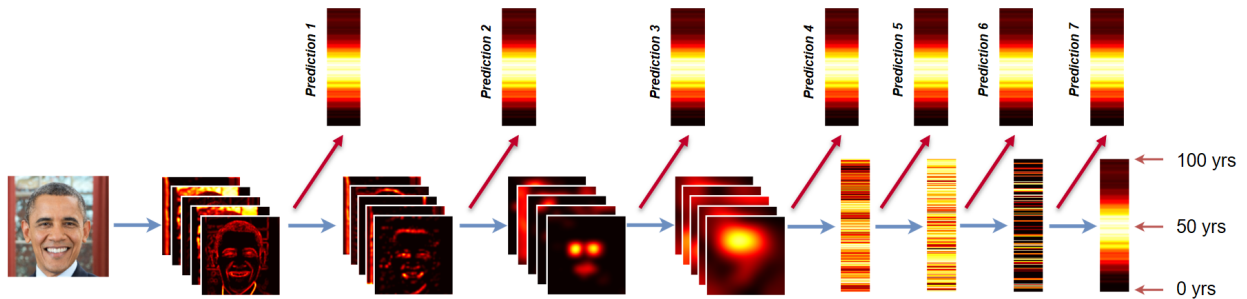 Prediction 1
Prediction 2
Prediction 3
Prediction 4
Prediction 5
Prediction 6
Prediction 7
100 yrs
50 yrs
0 yrs